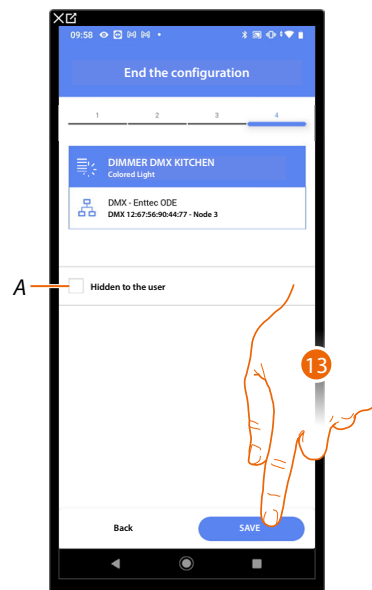 09:58
End the configuration
1 2 3 4
DIMMER DMX KITCHEN
Colored Light
DMX - Enttec ODE
DMX 12:67:56:90:44:77 - Node 3
A
Hidden to the user
13
Back
SAVE